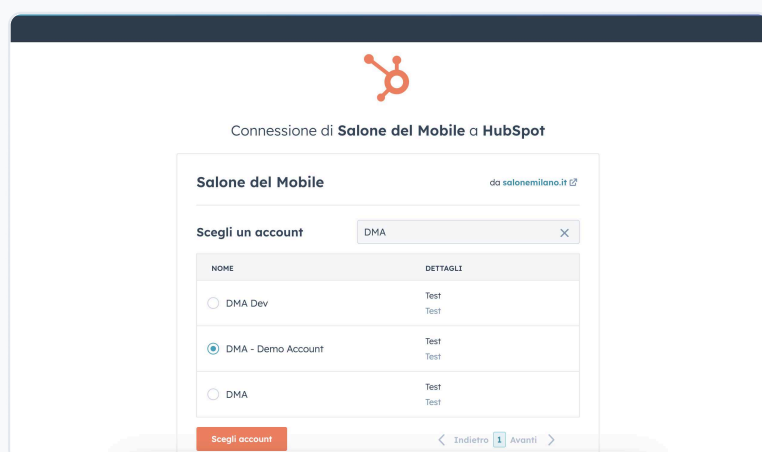 Connessione di Salone del Mobile a HubSpot
Salone del Mobile
da salonemilano.it
Scegli un account
DMA
NOME DETTAGLI
DMA Dev
Test
Test
DMA - Demo Account
Test
Test
DMA
Test
Test
Scegli account
Indietro 1 Avanti